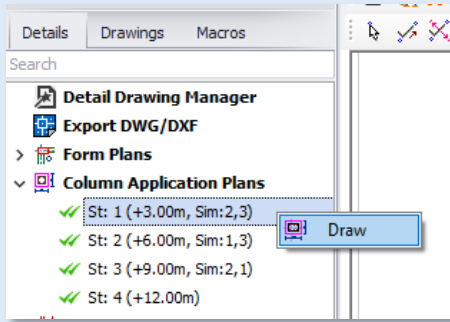 Details Drawings Macros
Search
Detail Drawing Manager
Export DWG/DXF
Form Plans
Column Application Plans
St: 1 (+3.00m, Sim:2,3)
Draw
St: 2 (+6.00m, Sim:1,3)
St: 3 (+9.00m, Sim:2,1)
St: 4 (+12.00m)